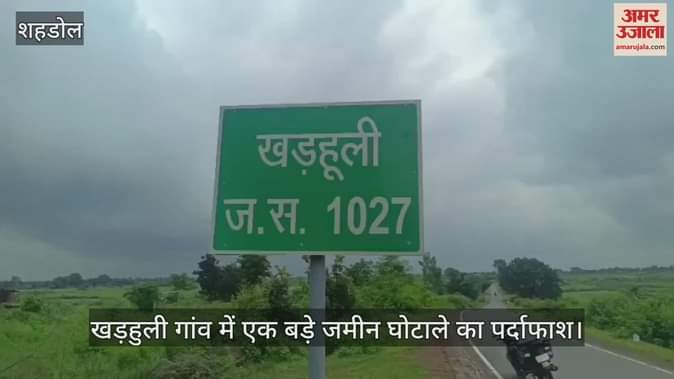 शहडोल
अमर
उजाला
amarujala.com
खड़हूली
ज.स. 1027
खड़हुली गांव में एक बड़े जमीन घोटाले का पर्दाफाश।